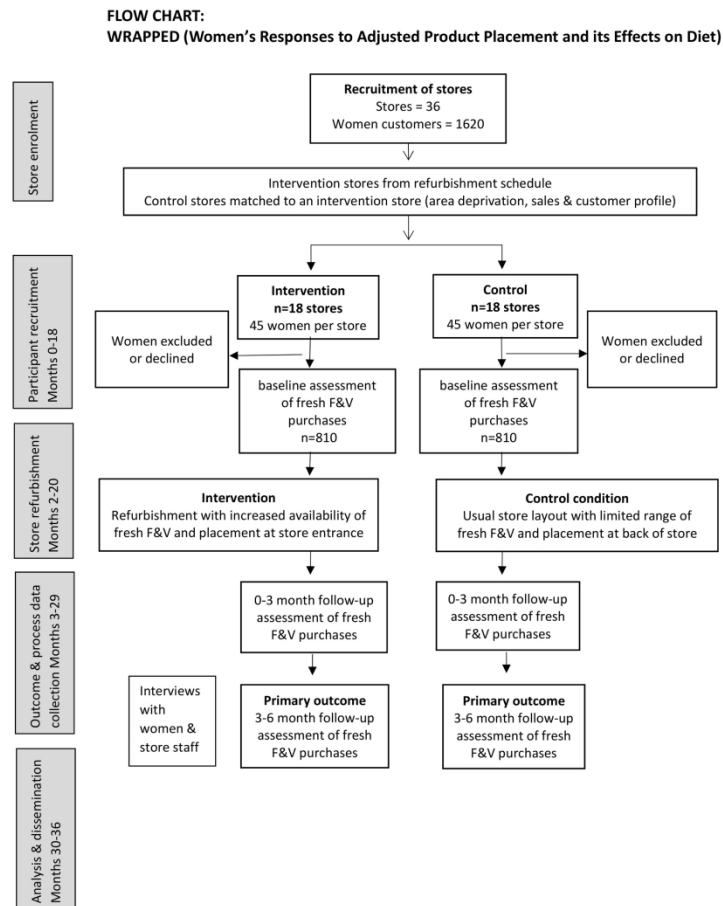 FLOW CHART:
WRAPPED (Women's Responses to Adjusted Product Placement and its Effects on Diet)
Store enrolment
Recruitment of stores
Stores = 36
Women customers = 1620
Intervention stores from refurbishment schedule
Control stores matched to an intervention store (area deprivation, sales & customer profile)
Participant recruitment
Months 0-18
Intervention
n=18 stores
45 women per store
Control
n=18 stores
45 women per store
Women excluded
or declined
Women excluded
or declined
baseline assessment
of fresh F&V
purchases
n=810
baseline assessment
of fresh F&V
purchases
n=810
Store refurbishment
Months 2-20
Intervention
Refurbishment with increased availability of
fresh F&V and placement at store entrance
Control condition
Usual store layout with limited range of
fresh F&V and placement at back of store
Outcome & process data
collection Months 3-29
0-3 month follow-up
assessment of fresh
F&V purchases
0-3 month follow-up
assessment of fresh
F&V purchases
Interviews
with
women &
store staff
Primary outcome
3-6 month follow-up
assessment of fresh
F&V purchases
Primary outcome
3-6 month follow-up
assessment of fresh
F&V purchases
Analysis & dissemination
Months 30-36